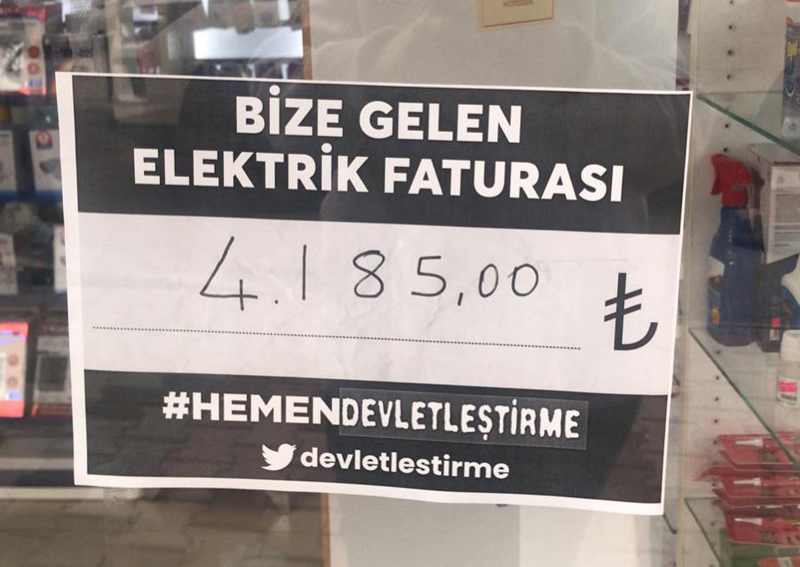 BİZE GELEN
ELEKTRİK FATURASI
4.185,00 ₺
#HEMENDEVLETLEŞTİRME
devletlestirme